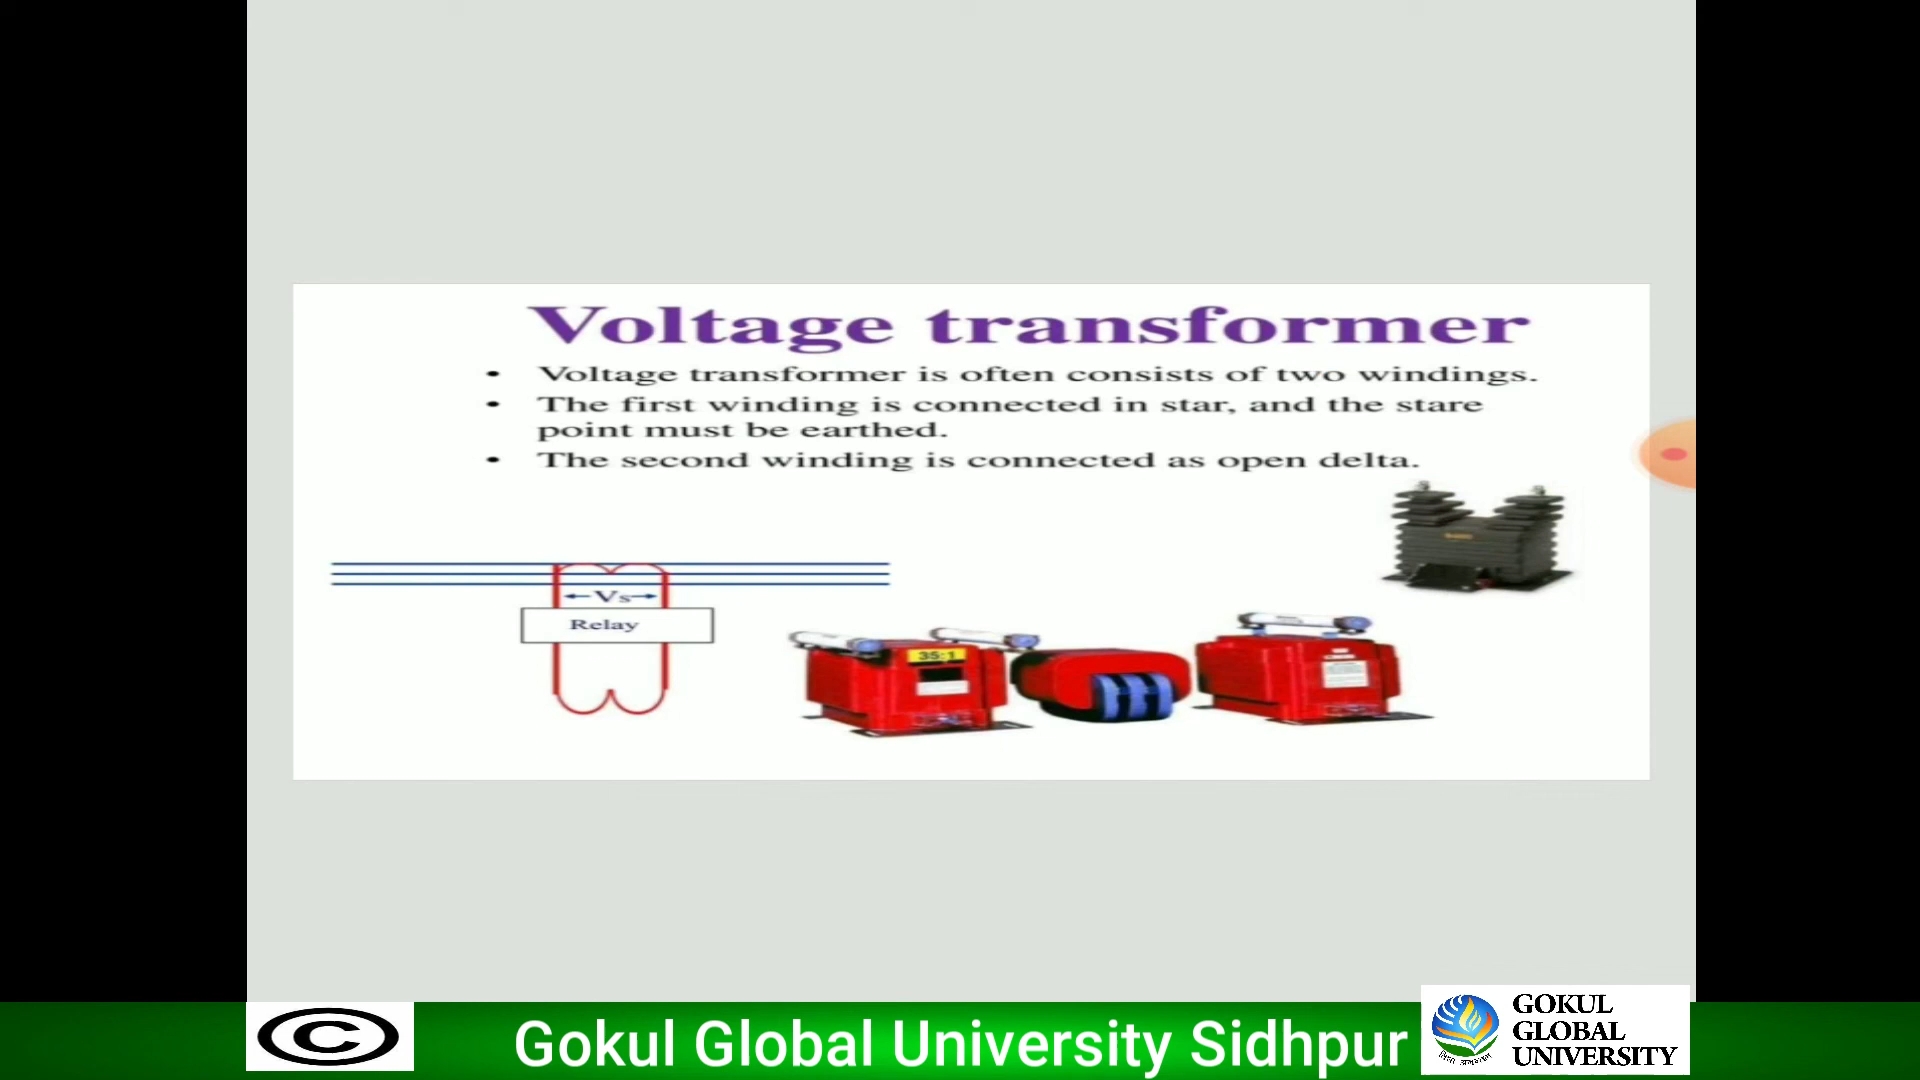 Voltage transformer
• Voltage transformer is often consists of two windings.
• The first winding is connected in star, and the stare
point must be earthed.
• The second winding is connected as open delta.
Vs
Relay
35:1
C
Gokul Global University Sidhpur
GOKUL
GLOBAL
UNIVERSITY